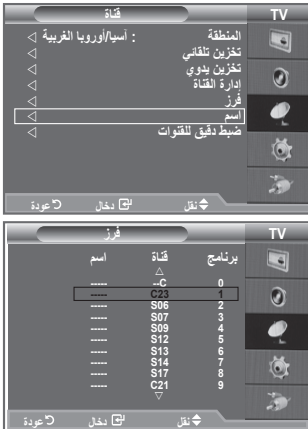 TV
قناة
المنطقة : آسيا/أوروبا الغربية
تخزين تلقائي
تخزين يدوي
إدارة القناة
فرز
اسم
ضبط دقيق للقنوات
نقل دخال عودة
TV
فرز
برنامج قناة اسم
0 --C -----
1 C23 -----
2 S06 -----
3 S07 -----
4 S09 -----
5 S12 -----
6 S13 -----
7 S14 -----
8 S17 -----
9 C21 -----
نقل دخال عودة